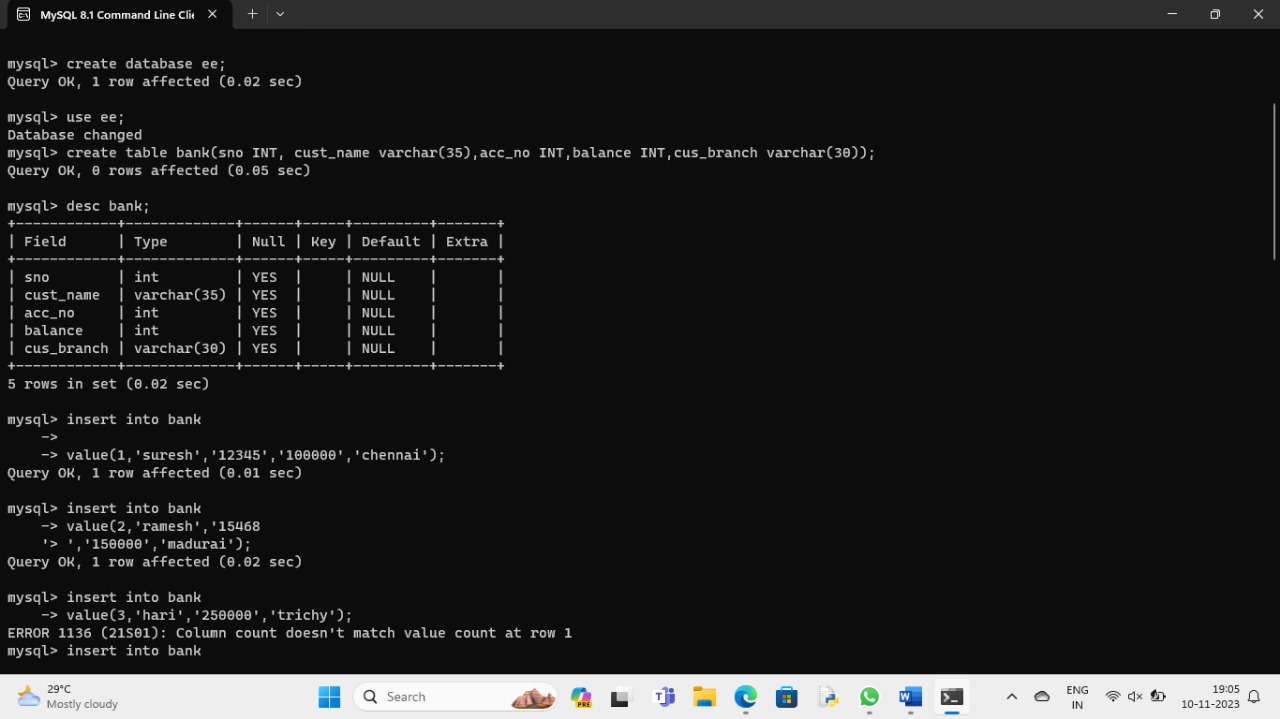 MySQL 8.1 Command Line Clie
mysql> create database ee;
Query OK, 1 row affected (0.02 sec)
mysql> use ee;
Database changed
mysql> create table bank(sno INT, cust_name varchar(35),acc_no INT,balance INT,cus_branch varchar(30));
Query OK, 0 rows affected (0.05 sec)
mysql> desc bank;
+------------+-------------+------+-----+---------+-------+
| Field      | Type        | Null | Key | Default | Extra |
+------------+-------------+------+-----+---------+-------+
| sno        | int         | YES  |     | NULL    |       |
| cust_name  | varchar(35) | YES  |     | NULL    |       |
| acc_no     | int         | YES  |     | NULL    |       |
| balance    | int         | YES  |     | NULL    |       |
| cus_branch | varchar(30) | YES  |     | NULL    |       |
+------------+-------------+------+-----+---------+-------+
5 rows in set (0.02 sec)
mysql> insert into bank
    ->
    -> value(1,'suresh','12345','100000','chennai');
Query OK, 1 row affected (0.01 sec)
mysql> insert into bank
    -> value(2,'ramesh','15468
    '> ','150000','madurai');
Query OK, 1 row affected (0.02 sec)
mysql> insert into bank
    -> value(3,'hari','250000','trichy');
ERROR 1136 (21S01): Column count doesn't match value count at row 1
mysql> insert into bank
29°C
Mostly cloudy
Search
PRE
ENG
IN
19:05
10-11-2023